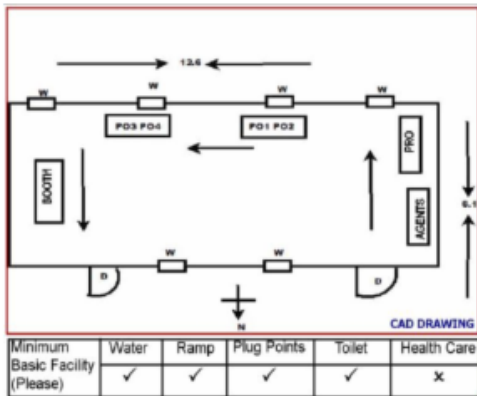 12.6
W
W
W
W
PO3 PO4
PO1 PO2
PRO
BOOTH
AGENTS
W
W
D
D
N
CAD DRAWING
Minimum Basic Facility (Please)
Water
Ramp
Plug Points
Toilet
Health Care
✓
✓
✓
✓
x